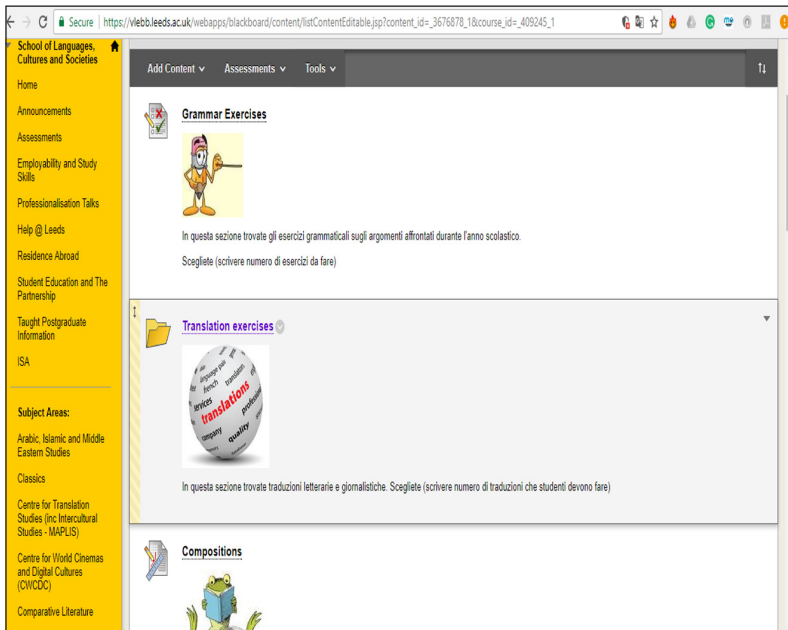 Secure | https://vlebb.leeds.ac.uk/webapps/blackboard/content/listContentEditable.jsp?content_id=_3676878_1&course_id=_409245_1
School of Languages,
Cultures and Societies
Home
Announcements
Assessments
Employability and Study
Skills
Professionalisation Talks
Help @ Leeds
Residence Abroad
Student Education and The
Partnership
Taught Postgraduate
Information
ISA
Subject Areas:
Arabic, Islamic and Middle
Eastern Studies
Classics
Centre for Translation
Studies (inc Intercultural
Studies - MAPLIS)
Centre for World Cinemas
and Digital Cultures
(CWCDC)
Comparative Literature
Add Content Assessments Tools
Grammar Exercises
In questa sezione trovate gli esercizi grammaticali sugli argomenti affrontati durante l'anno scolastico.
Scegliete (scrivere numero di esercizi da fare)
Translation exercises
language pair
french translation
services
translations
professional
company quality
In questa sezione trovate traduzioni letterarie e giornalistiche. Scegliete (scrivere numero di traduzioni che studenti devono fare)
Compositions